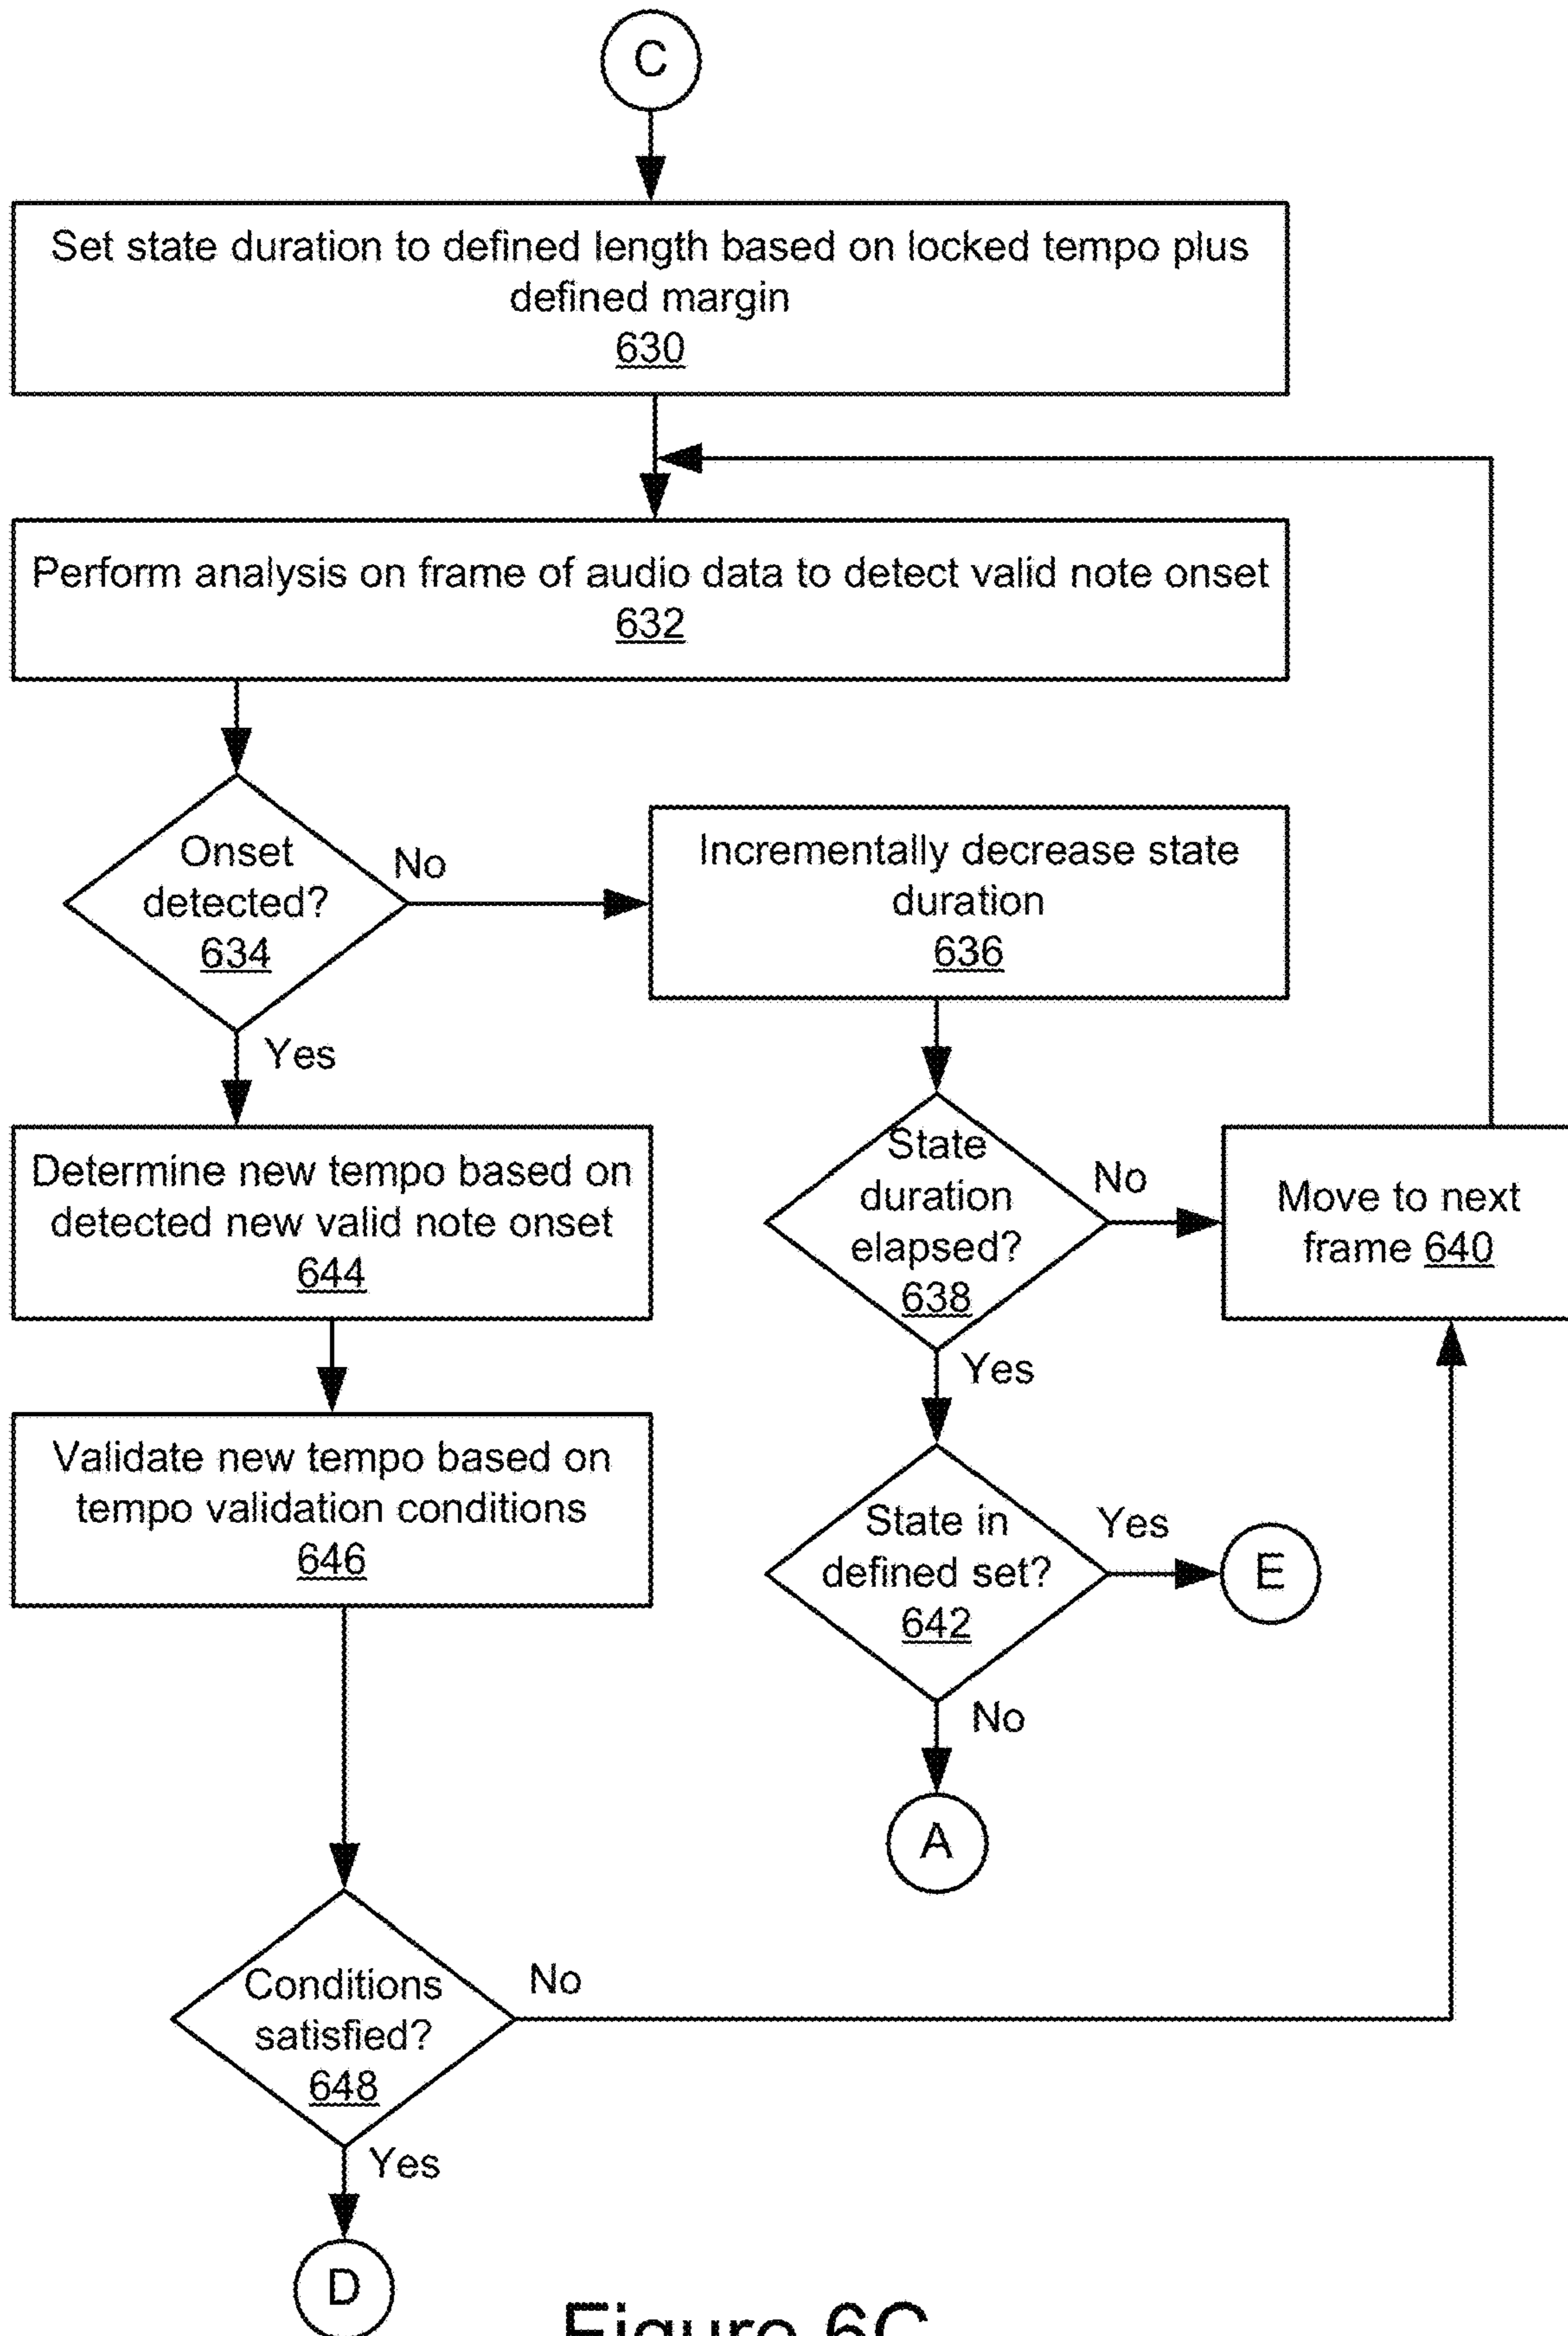 C
Set state duration to defined length based on locked tempo plus
defined margin
630
Perform analysis on frame of audio data to detect valid note onset
632
Onset
detected?
634
No
Yes
Incrementally decrease state
duration
636
State
duration
elapsed?
638
No
Yes
Move to next
frame 640
Determine new tempo based on
detected new valid note onset
644
Validate new tempo based on
tempo validation conditions
646
State in
defined set?
642
Yes
E
No
A
Conditions
satisfied?
648
No
Yes
D
Figure 6C